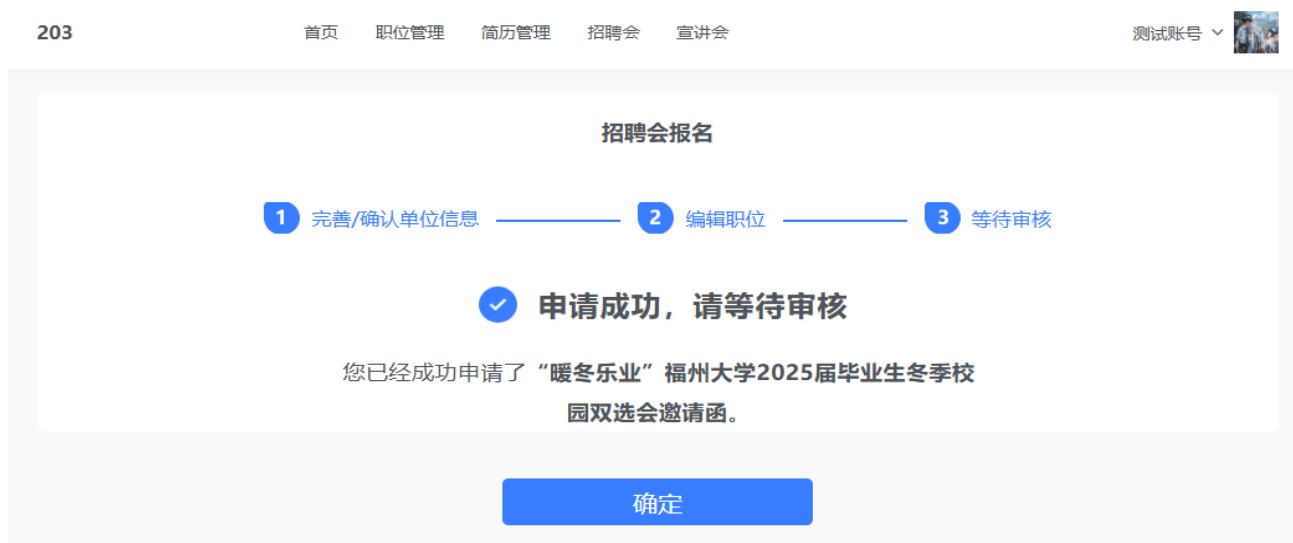 203 首页 职位管理 简历管理 招聘会 宣讲会 测试账号
招聘会报名
1 完善/确认单位信息 2 编辑职位 3 等待审核
申请成功，请等待审核
您已经成功申请了“暖冬乐业”福州大学2025届毕业生冬季校
园双选会邀请函。
确定